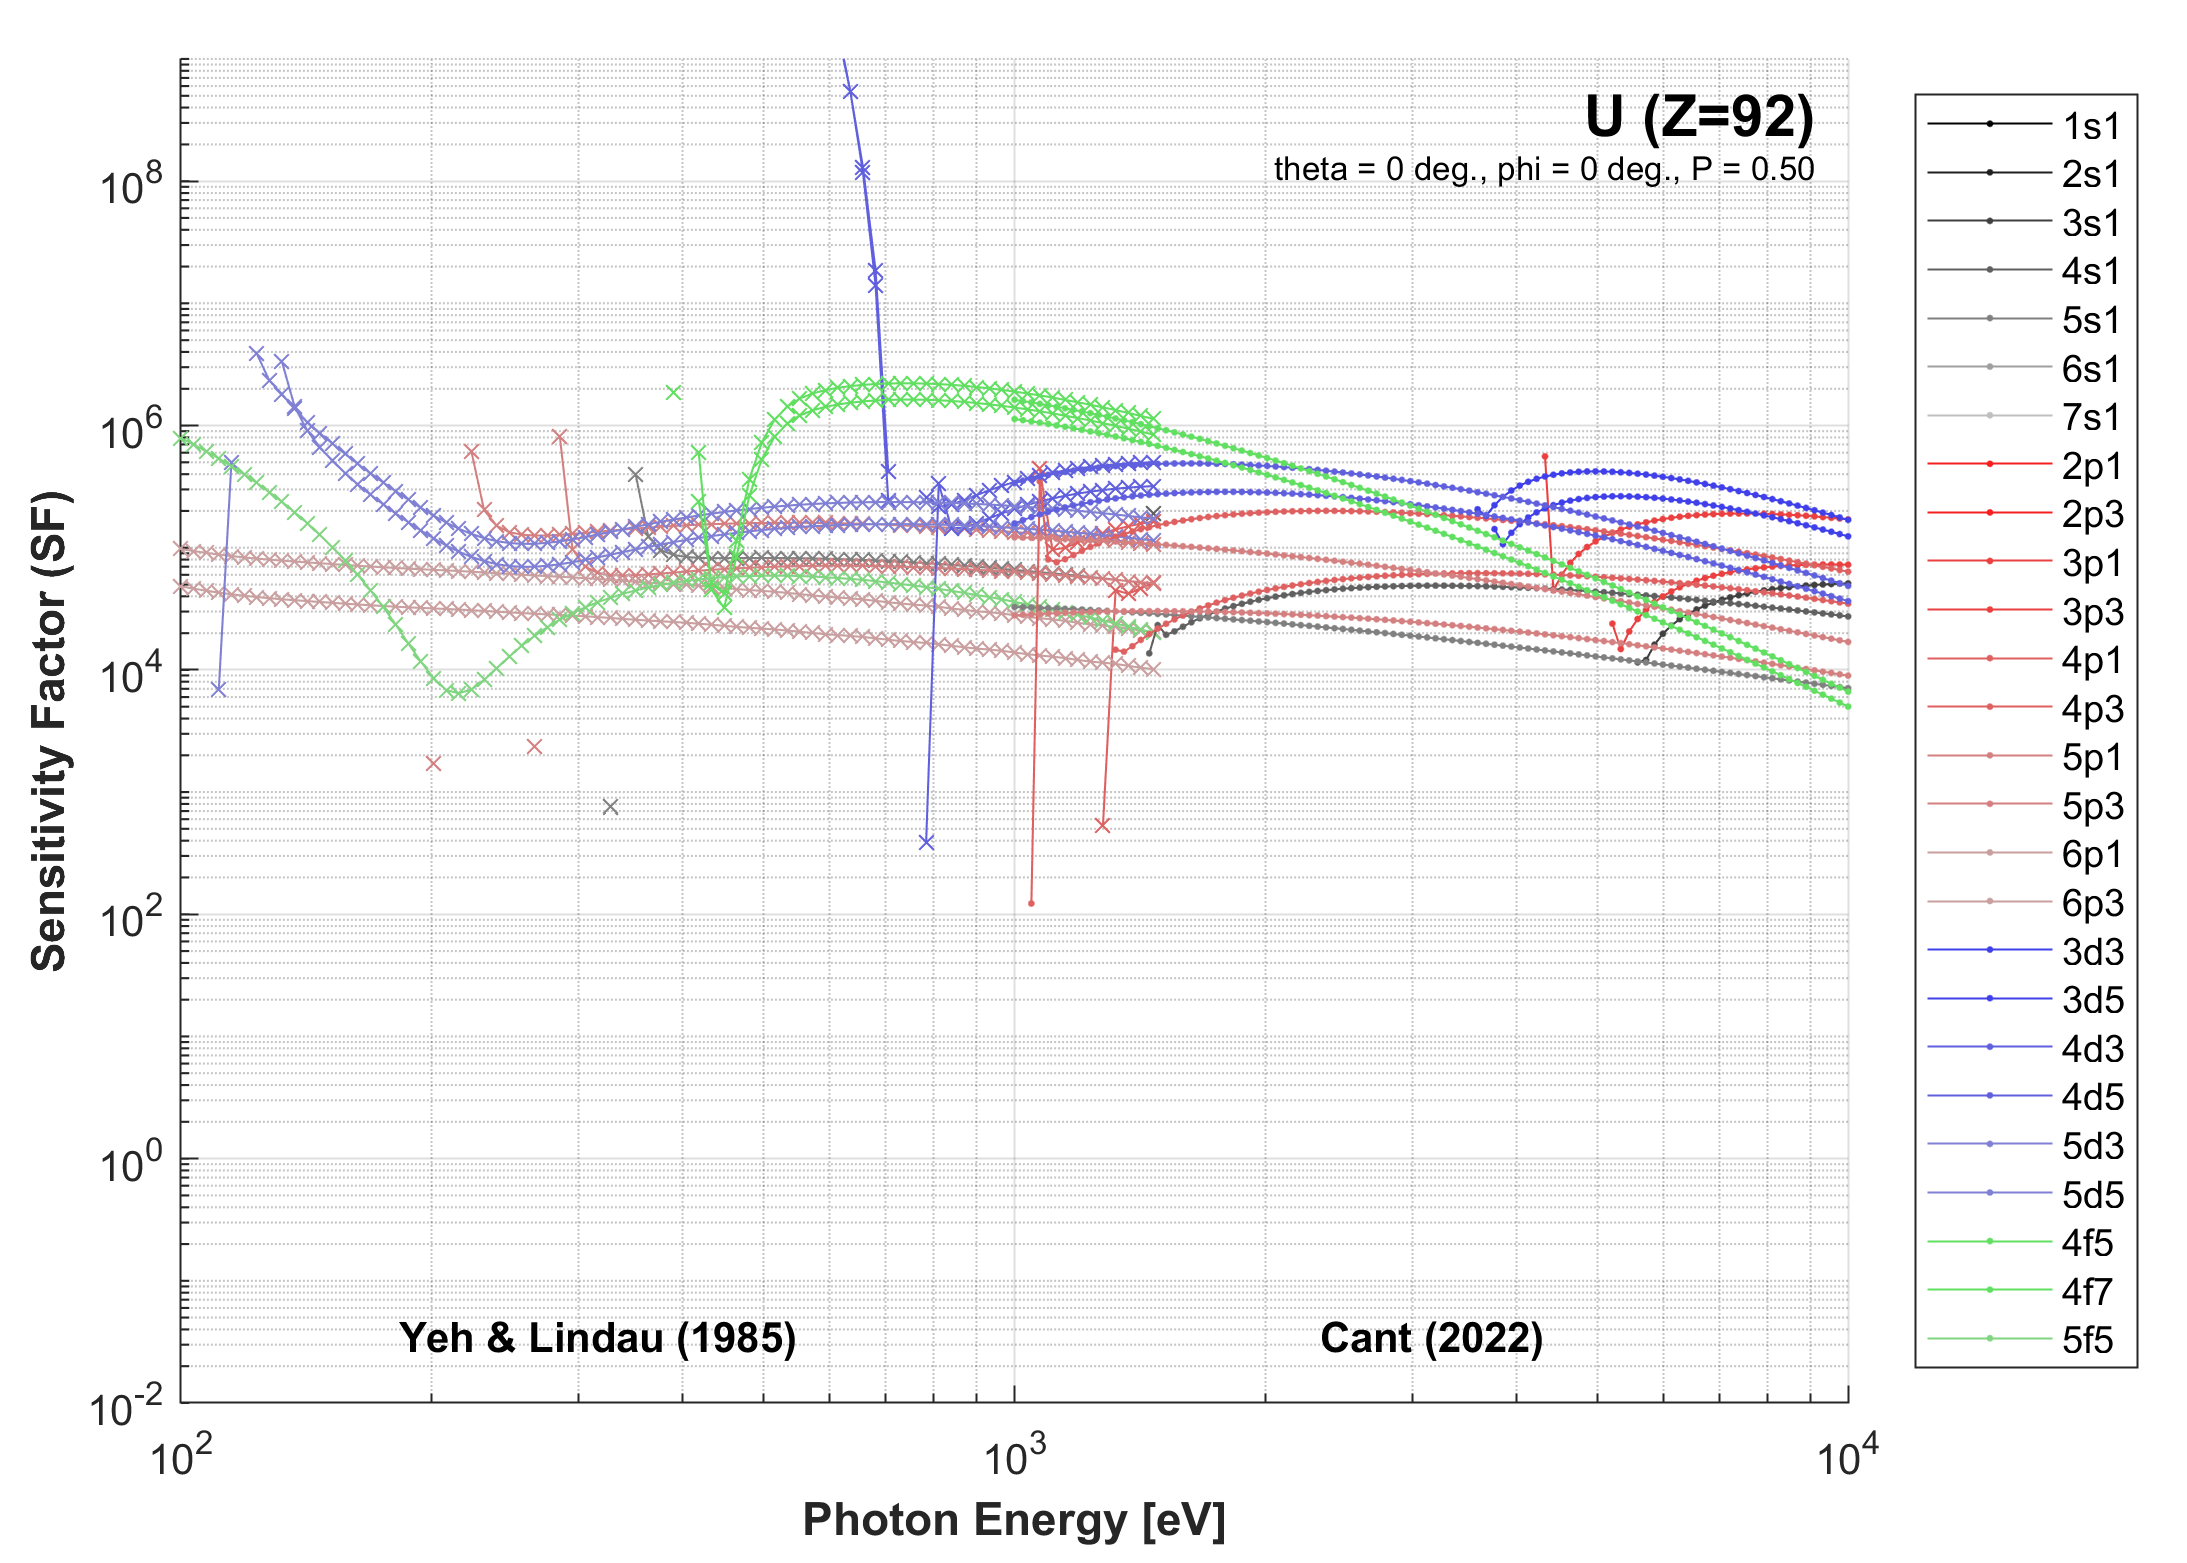 U (Z=92)
theta = 0 deg., phi = 0 deg., P = 0.50
Sensitivity Factor (SF)
10^8
10^6
10^4
10^2
10^0
10^-2
10^2
10^3
10^4
Photon Energy [eV]
Yeh & Lindau (1985)
Cant (2022)
1s1
2s1
3s1
4s1
5s1
6s1
7s1
2p1
2p3
3p1
3p3
4p1
4p3
5p1
5p3
6p1
6p3
3d3
3d5
4d3
4d5
5d3
5d5
4f5
4f7
5f5